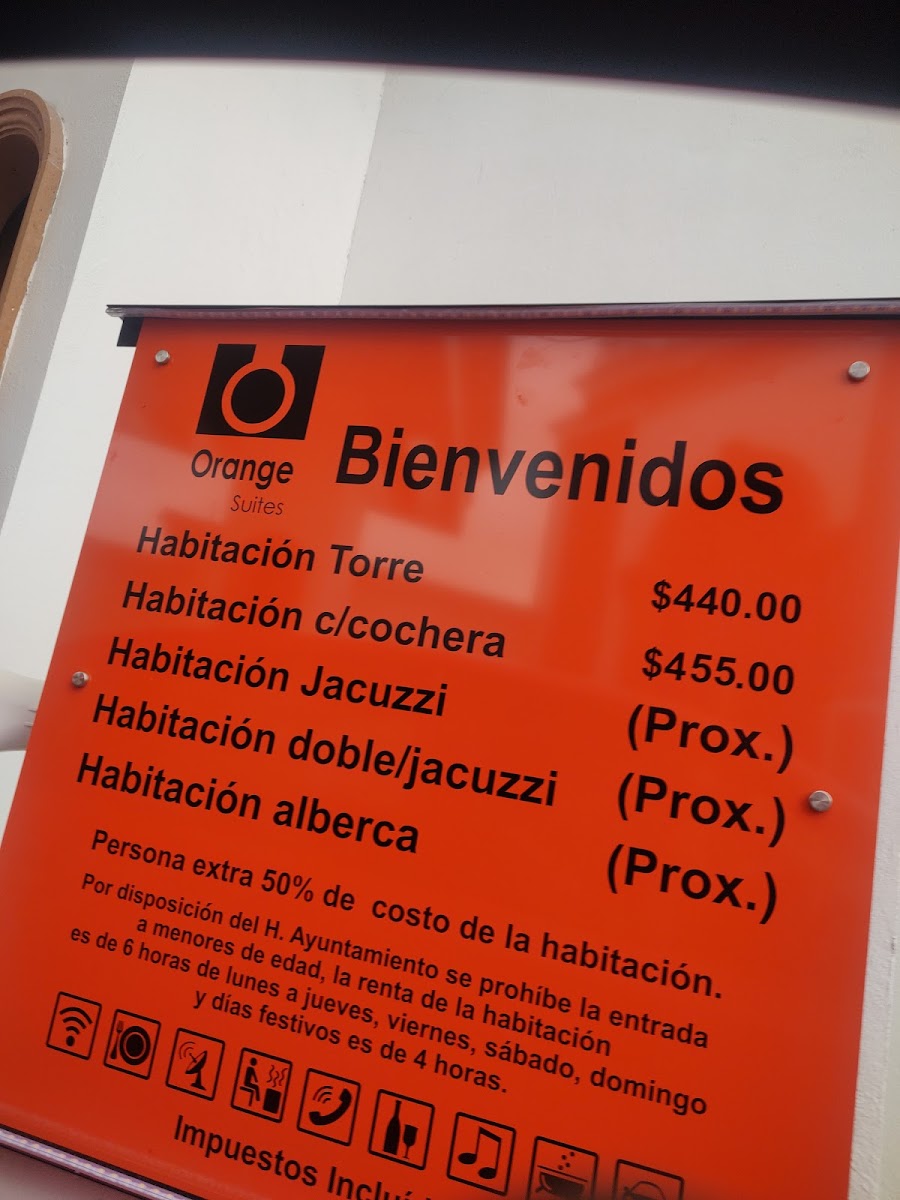 Orange
Suites
Bienvenidos
Habitación Torre $440.00
Habitación c/cochera $455.00
Habitación Jacuzzi (Prox.)
Habitación doble/jacuzzi (Prox.)
Habitación alberca (Prox.)
Persona extra 50% de costo de la habitación.
Por disposición del H. Ayuntamiento se prohíbe la entrada
a menores de edad, la renta de la habitación
es de 6 horas de lunes a jueves, viernes, sábado, domingo
y días festivos es de 4 horas.
Impuestos